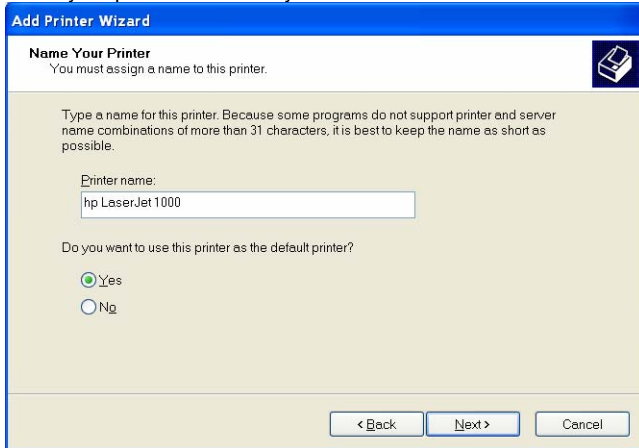 Add Printer Wizard
Name Your Printer
You must assign a name to this printer.
Type a name for this printer. Because some programs do not support printer and server
name combinations of more than 31 characters, it is best to keep the name as short as
possible.
Printer name:
hp LaserJet 1000
Do you want to use this printer as the default printer?
Yes
No
< Back Next > Cancel